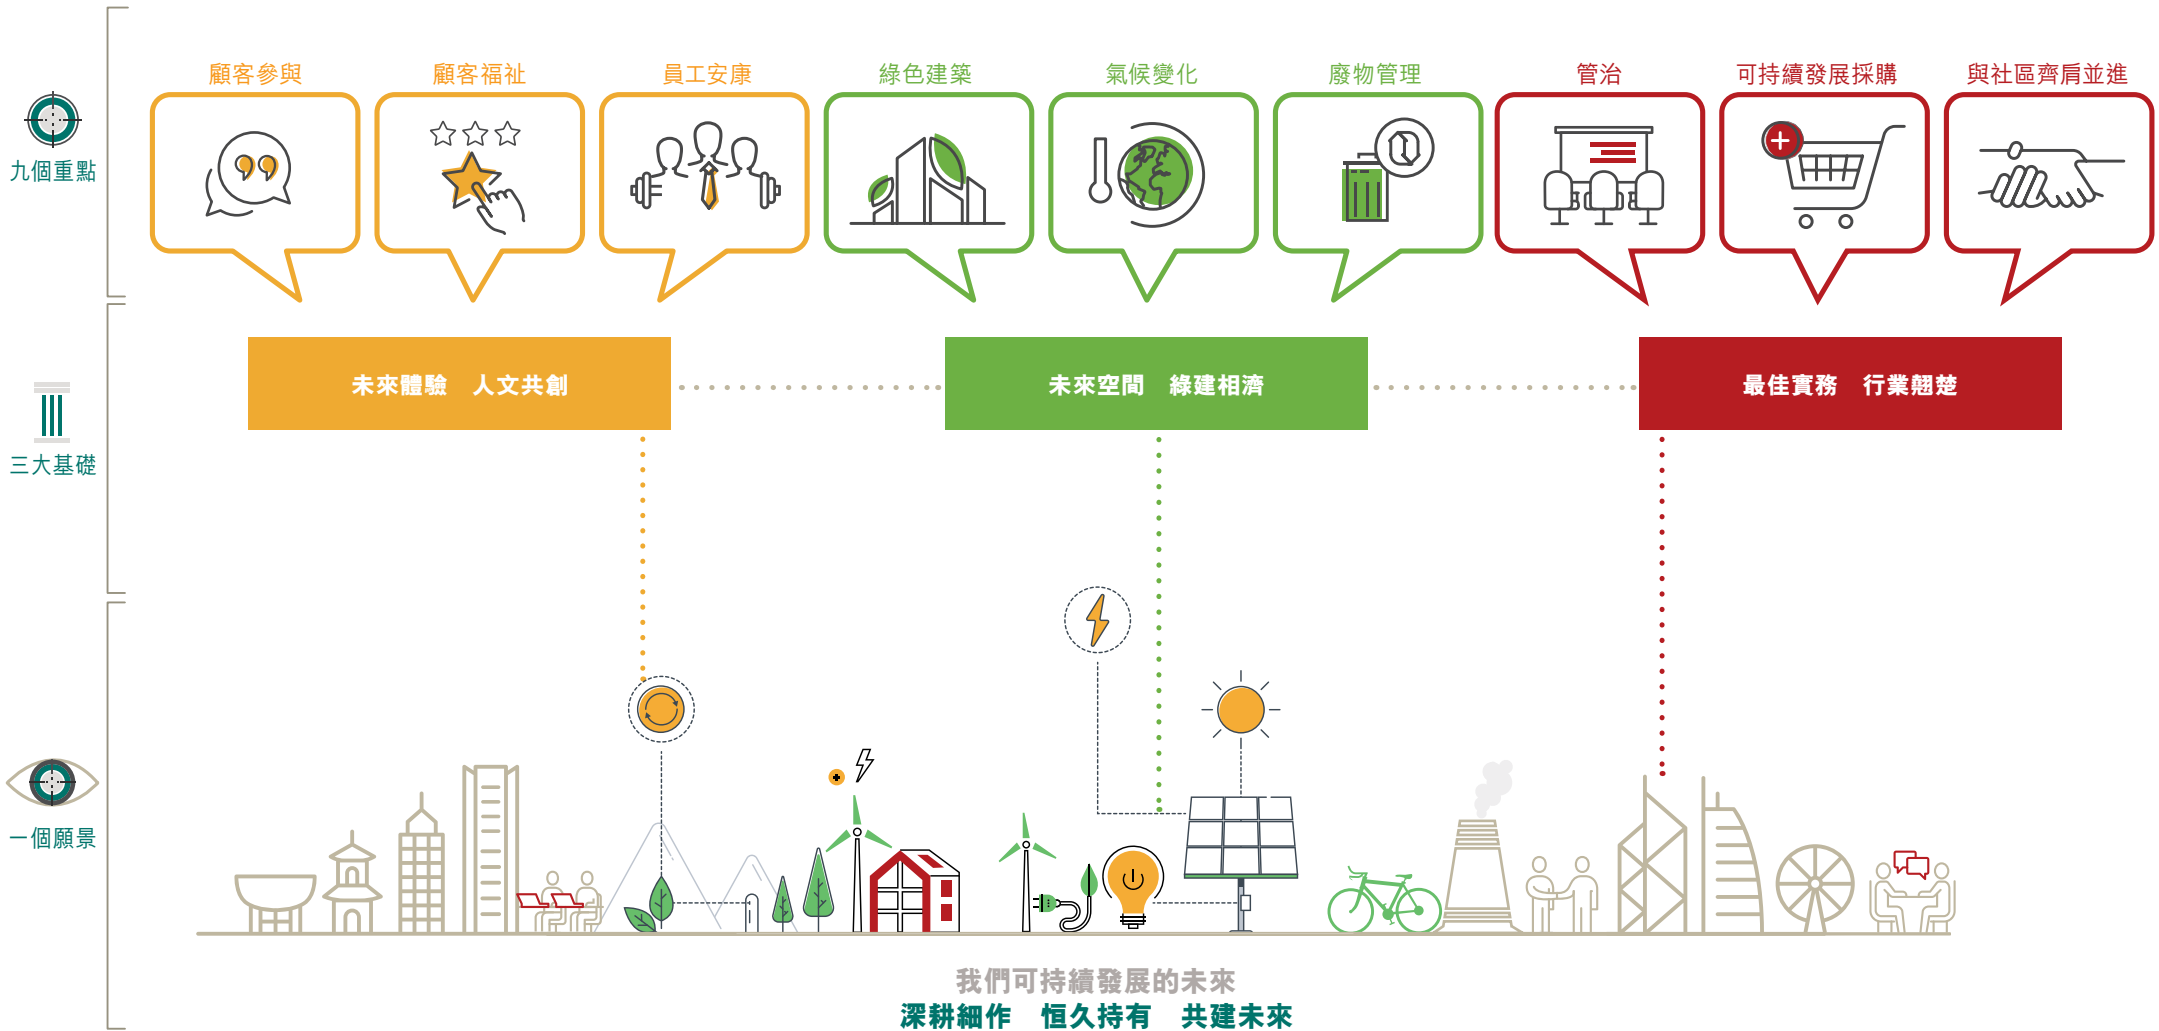 顧客參與
顧客福祉
員工安康
綠色建築
氣候變化
廢物管理
管治
可持續發展採購
與社區齊肩並進
九個重點
未來體驗　人文共創
未來空間　綠建相濟
最佳實務　行業翹楚
三大基礎
一個願景
我們可持續發展的未來
深耕細作　恒久持有　共建未來